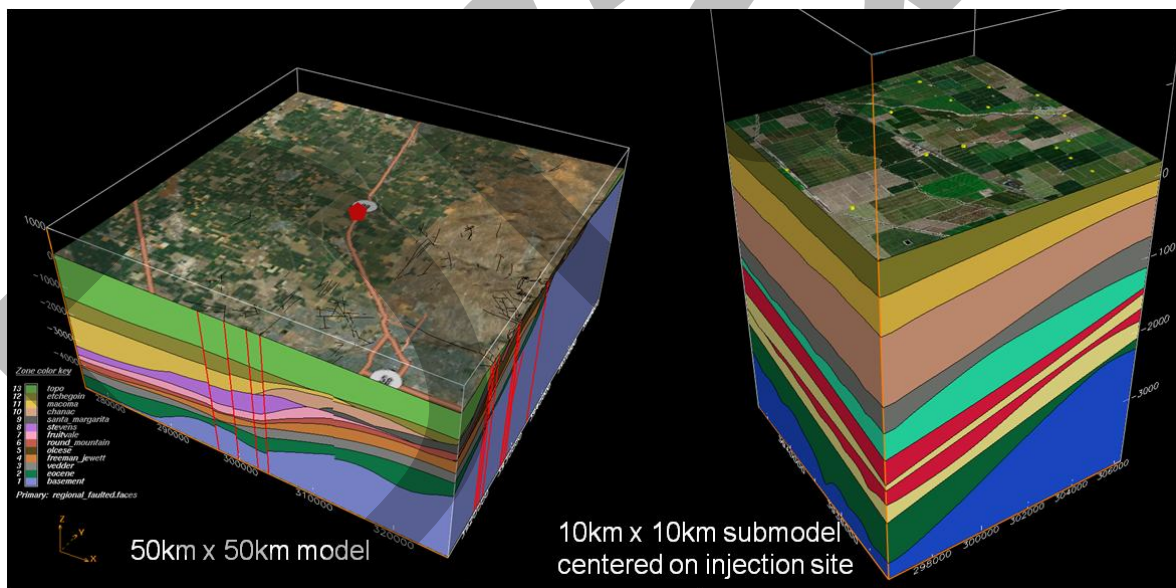 1000
0
-1000
-2000
-3000
-4000
Zone color key
13 topo
12 etchegoin
11 macoma
10 chanac
9 santa_margarita
8 stevens
7 fruitvale
6 round_mountain
5 olcese
4 freeman_jewett
3 vedder
2 eocene
1 basement
Primary: regional_faulted.faces
290000
300000
310000
320000
Z
Y
X
50km x 50km model
0
-1000
-2000
-3000
298000
300000
302000
304000
306000
10km x 10km submodel
centered on injection site